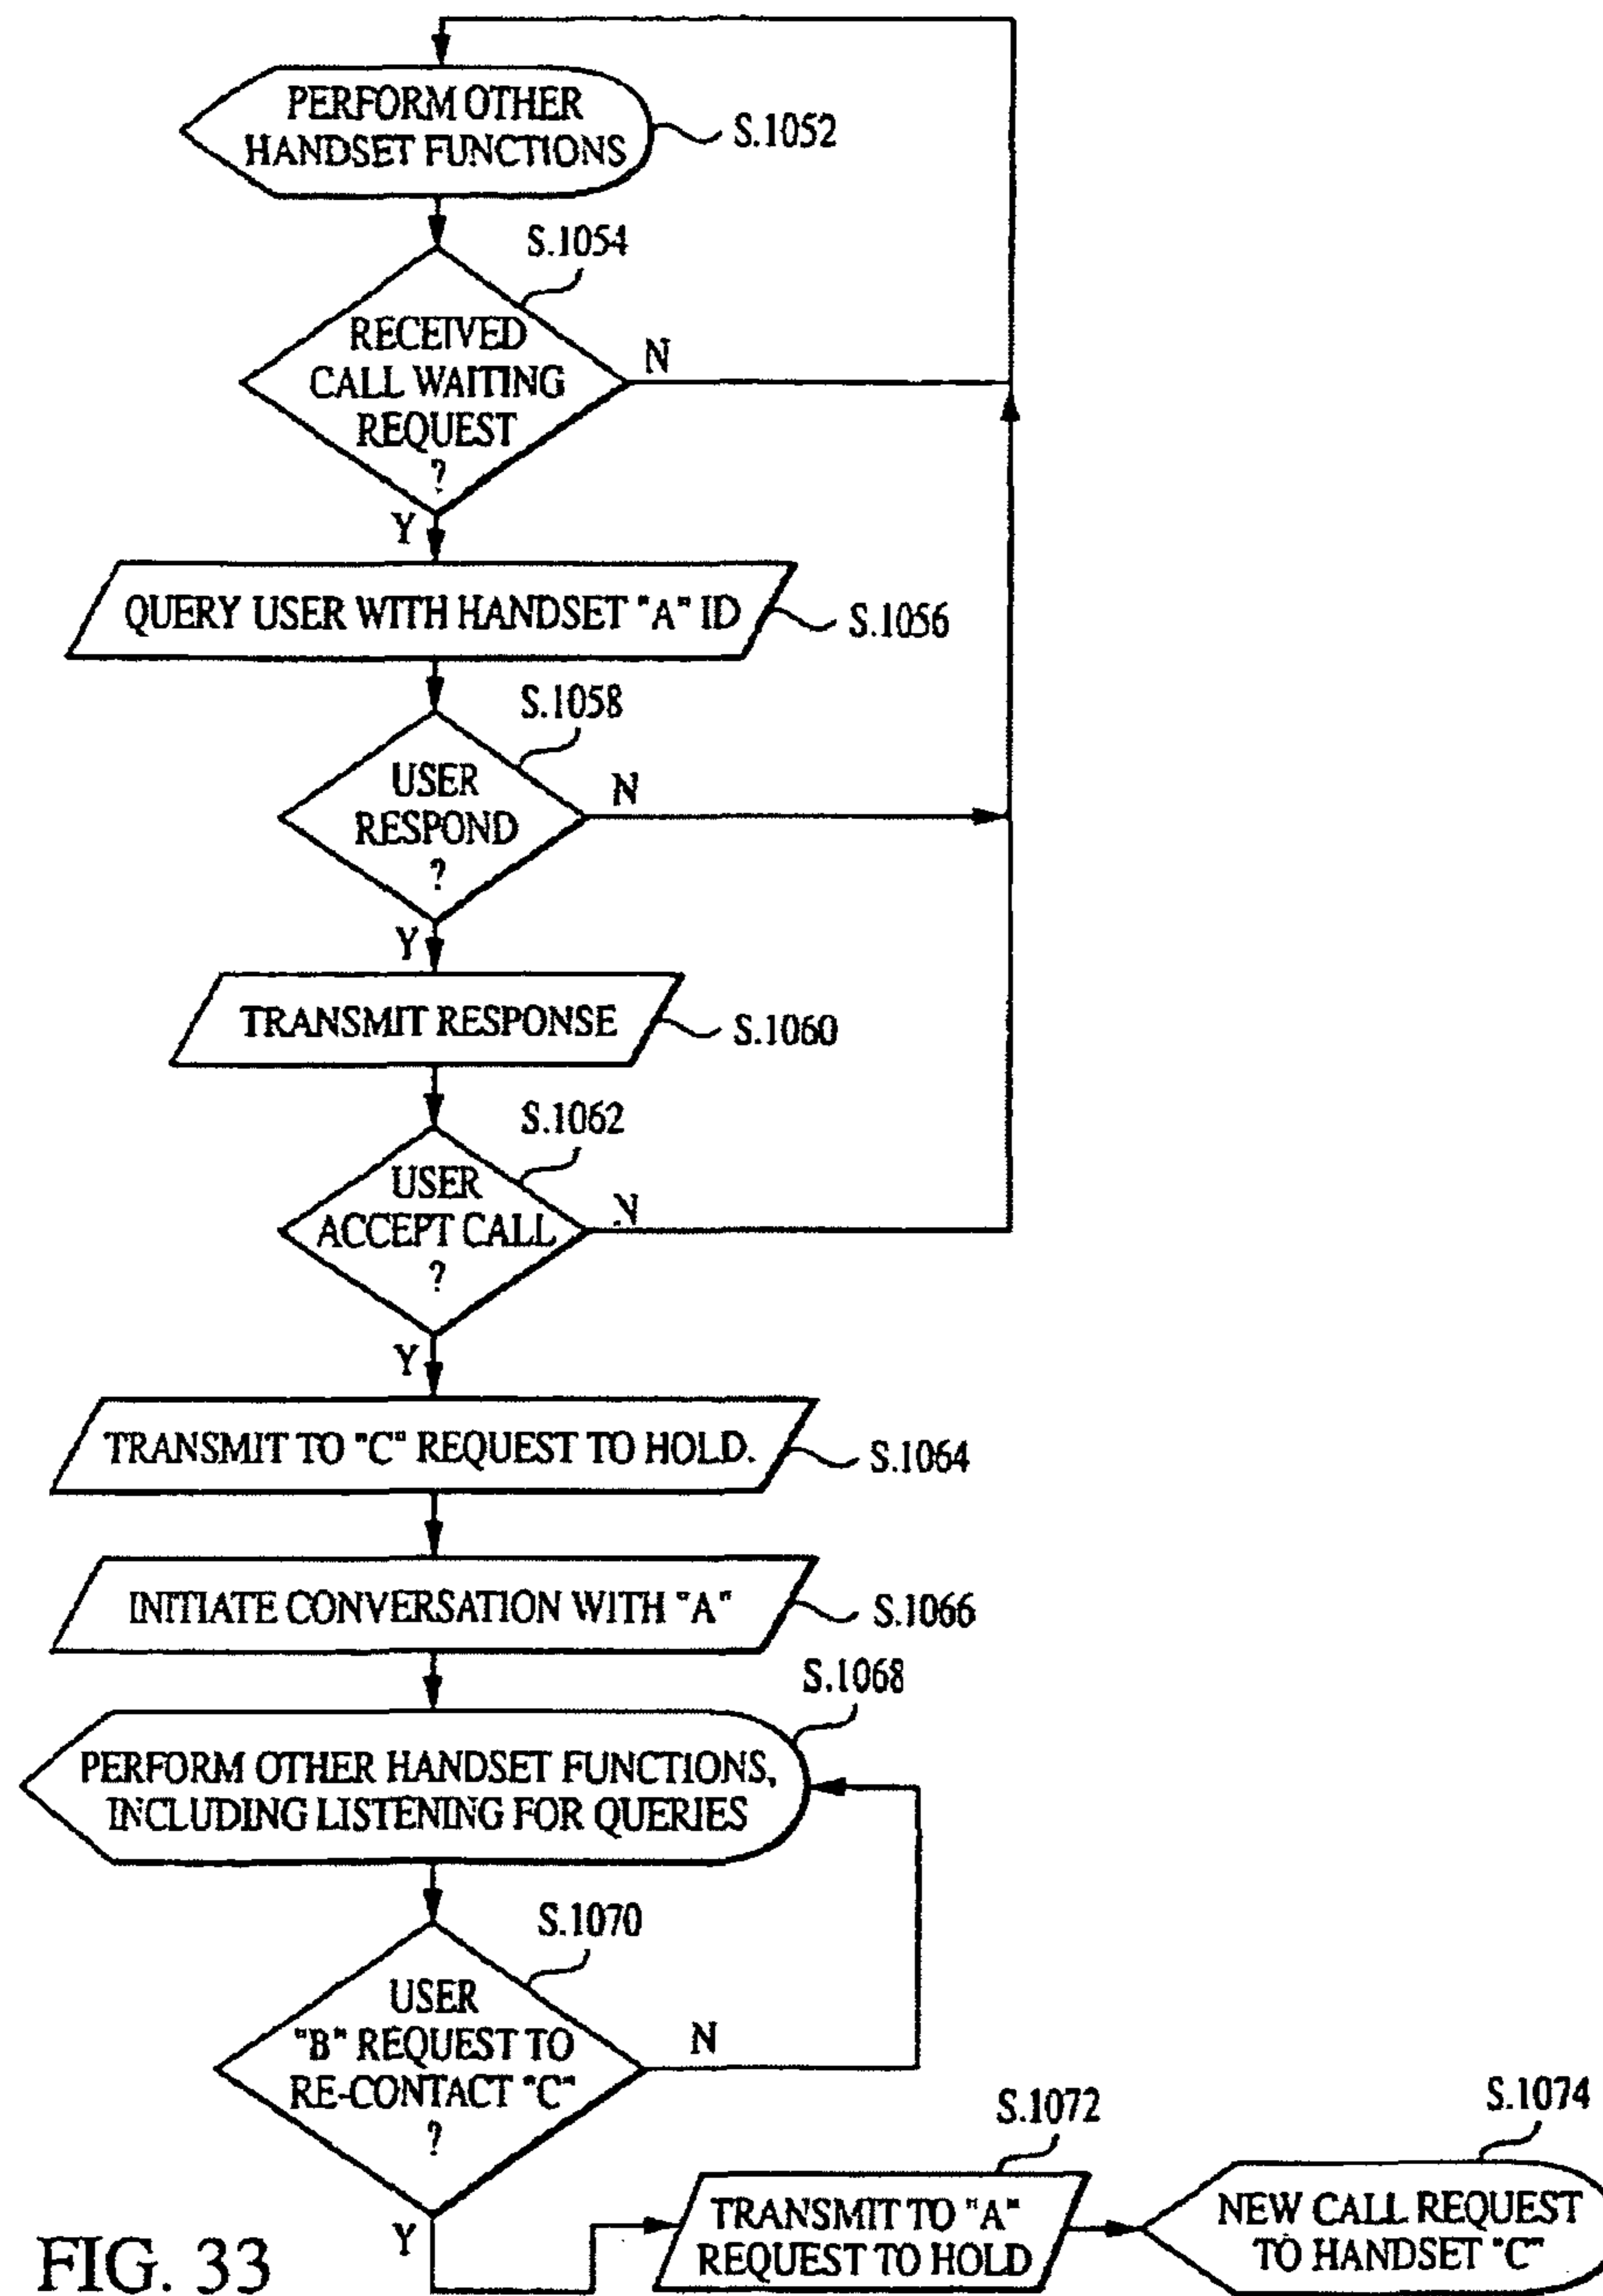 PERFORM OTHER
HANDSET FUNCTIONS
S.1052
S.1054
RECEIVED
CALL WAITING
REQUEST
?
N
Y
QUERY USER WITH HANDSET "A" ID
S.1056
S.1058
USER
RESPOND
?
N
Y
TRANSMIT RESPONSE
S.1060
S.1062
USER
ACCEPT CALL
?
N
Y
TRANSMIT TO "C" REQUEST TO HOLD.
S.1064
INITIATE CONVERSATION WITH "A"
S.1066
S.1068
PERFORM OTHER HANDSET FUNCTIONS,
INCLUDING LISTENING FOR QUERIES
S.1070
USER
"B" REQUEST TO
RE-CONTACT "C"
?
N
Y
S.1072
TRANSMIT TO "A"
REQUEST TO HOLD
S.1074
NEW CALL REQUEST
TO HANDSET "C"
FIG. 33